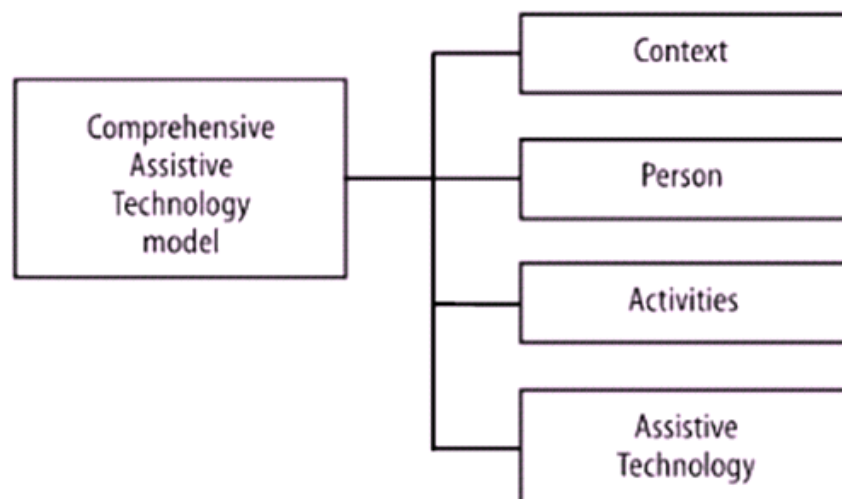 Comprehensive
Assistive
Technology
model
Context
Person
Activities
Assistive
Technology